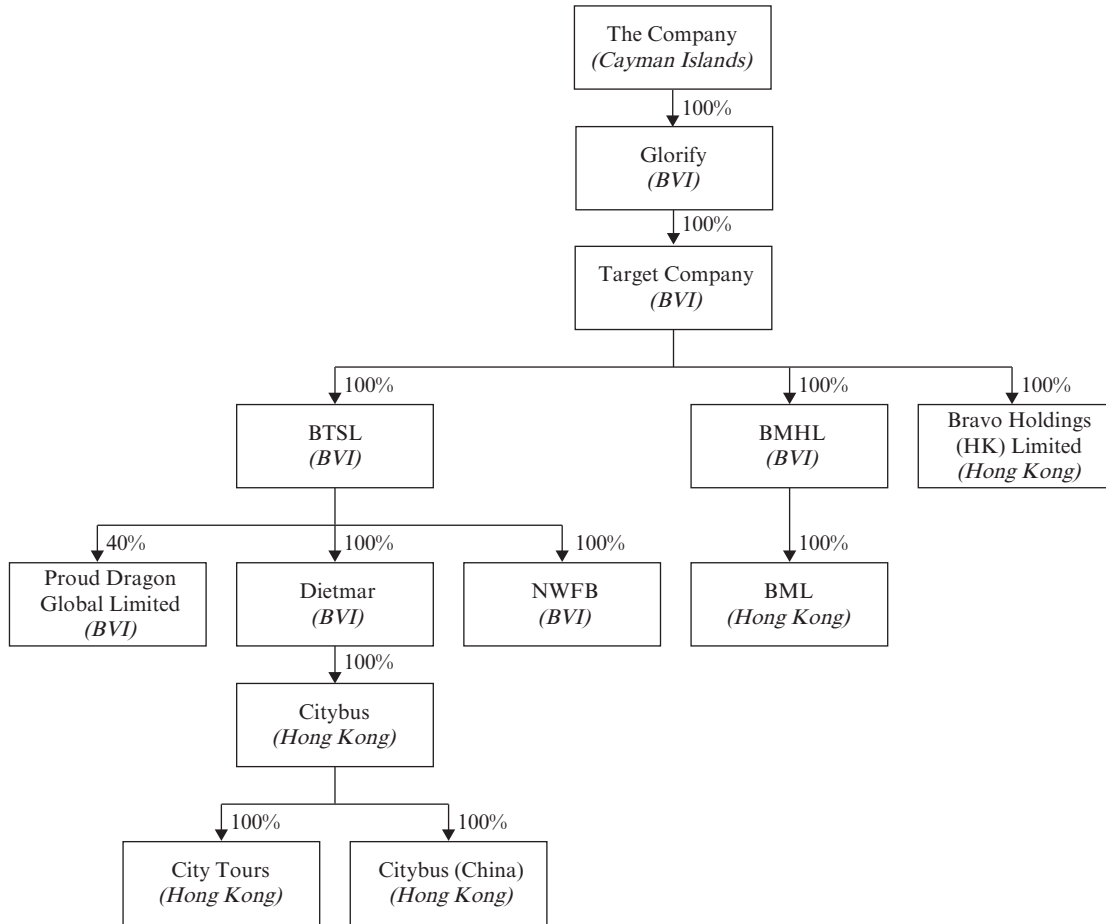 The Company
(Cayman Islands)
100%
Glorify
(BVI)
100%
Target Company
(BVI)
100%
100%
100%
BTSL
(BVI)
BMHL
(BVI)
Bravo Holdings
(HK) Limited
(Hong Kong)
40%
100%
100%
100%
Proud Dragon
Global Limited
(BVI)
Dietmar
(BVI)
NWFB
(BVI)
BML
(Hong Kong)
100%
Citybus
(Hong Kong)
100%
100%
City Tours
(Hong Kong)
Citybus (China)
(Hong Kong)